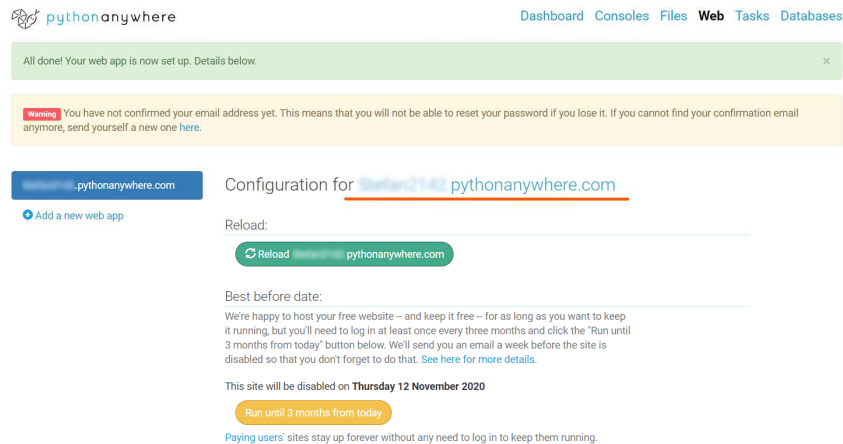 pythonanywhere
Dashboard Consoles Files Web Tasks Databases
All done! Your web app is now set up. Details below. ×
Warning You have not confirmed your email address yet. This means that you will not be able to reset your password if you lose it. If you cannot find your confirmation email
anymore, send yourself a new one here.
.pythonanywhere.com
Add a new web app
Configuration for .pythonanywhere.com
Reload:
Reload .pythonanywhere.com
Best before date:
We're happy to host your free website -- and keep it free -- for as long as you want to keep
it running, but you'll need to log in at least once every three months and click the "Run until
3 months from today" button below. We'll send you an email a week before the site is
disabled so that you don't forget to do that. See here for more details.
This site will be disabled on Thursday 12 November 2020
Run until 3 months from today
Paying users' sites stay up forever without any need to log in to keep them running.